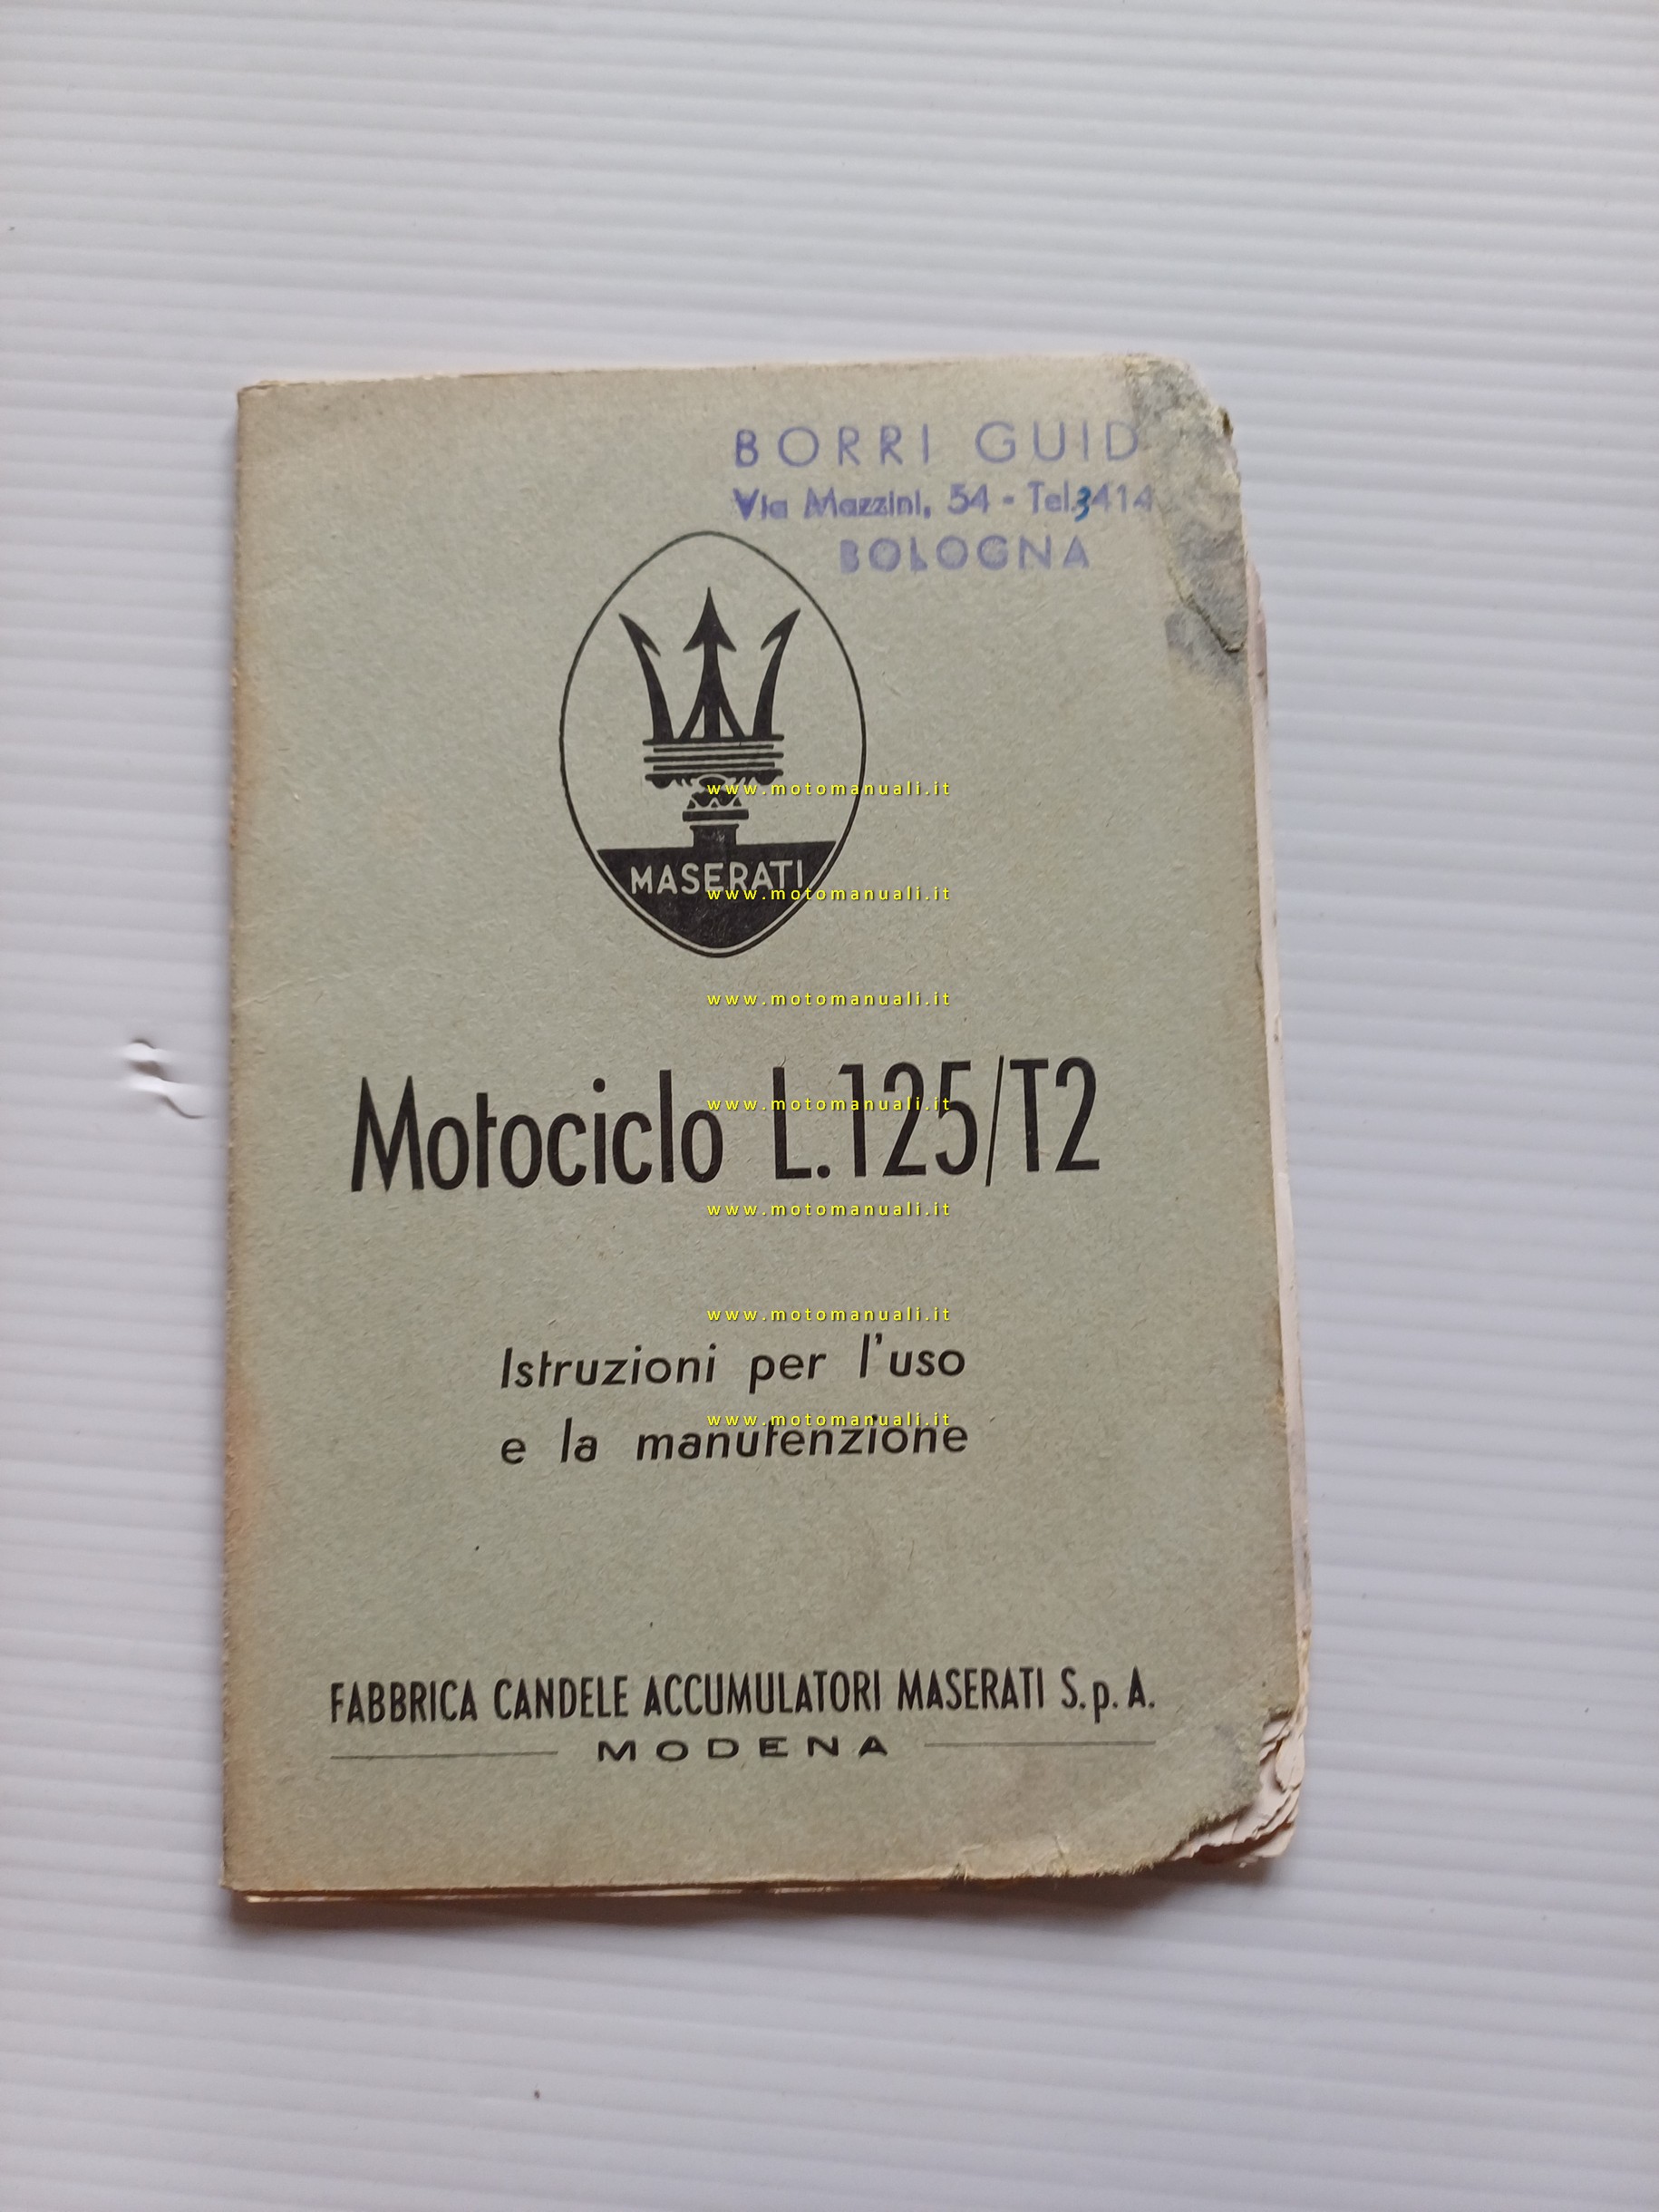 BORRI GUID
Via Mazzini, 54 - Tel.3414
BOLOGNA
www.motomanuali.it
MASERATI
www.motomanuali.it
www.motomanuali.it
Motociclo L.125/T2
www.motomanuali.it
www.motomanuali.it
www.motomanuali.it
Istruzioni per l'uso
www.motomanuali.it
e la manutenzione
FABBRICA CANDELE ACCUMULATORI MASERATI S.p.A.
MODENA